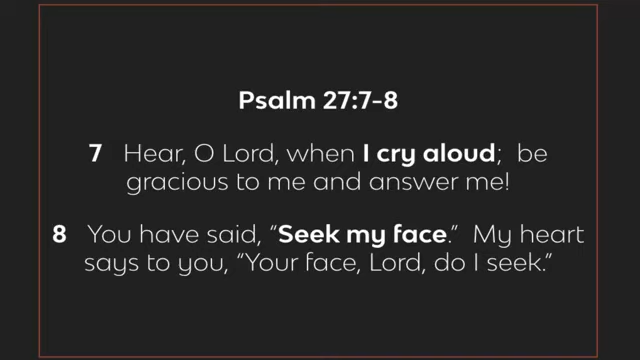 Psalm 27:7-8
7 Hear, O Lord, when I cry aloud; be
gracious to me and answer me!
8 You have said, “Seek my face.” My heart
says to you, “Your face, Lord, do I seek.”